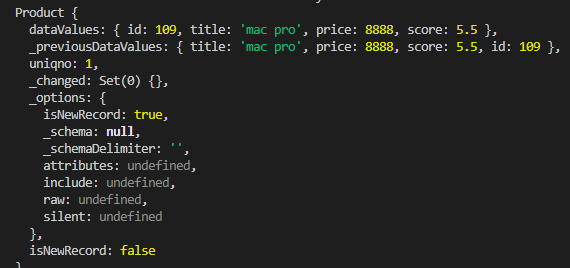 Product {
dataValues: { id: 109, title: 'mac pro', price: 8888, score: 5.5 },
_previousDataValues: { title: 'mac pro', price: 8888, score: 5.5, id: 109 },
uniqno: 1,
_changed: Set(0) {},
_options: {
isNewRecord: true,
_schema: null,
_schemaDelimiter: '',
attributes: undefined,
include: undefined,
raw: undefined,
silent: undefined
},
isNewRecord: false
}